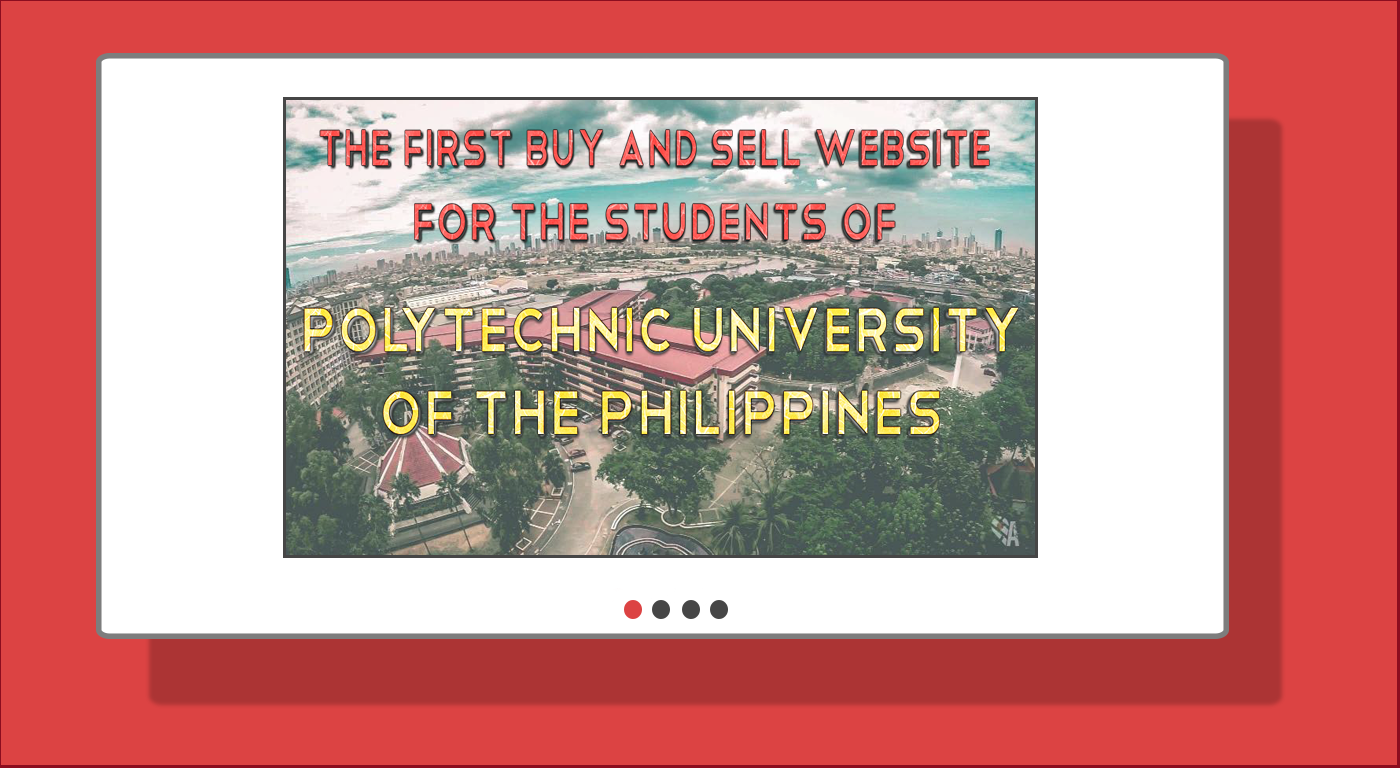 THE FIRST BUY AND SELL WEBSITE
FOR THE STUDENTS OF
POLYTECHNIC UNIVERSITY
OF THE PHILIPPINES